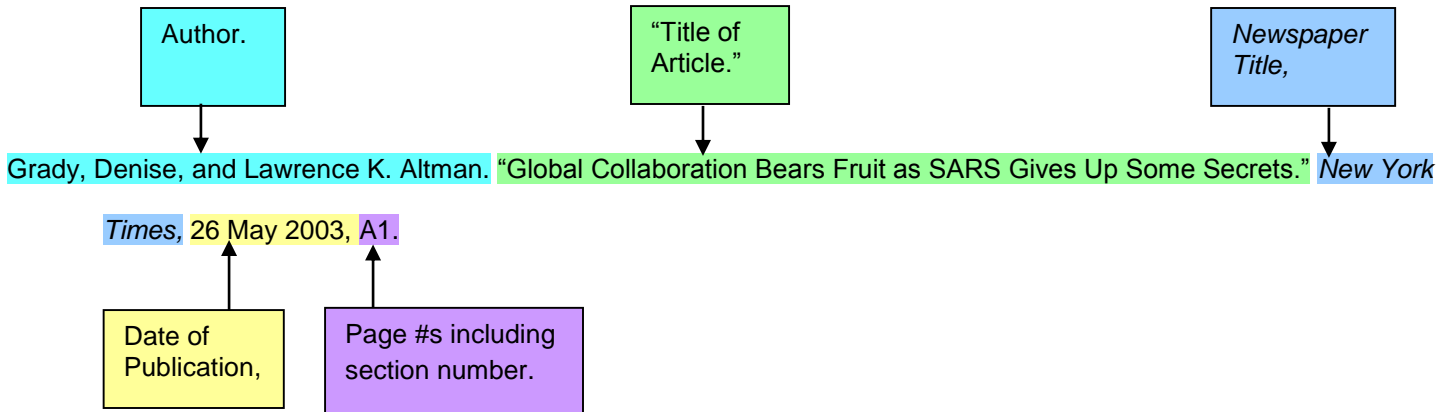 Author.
“Title of
Article.”
Newspaper
Title,
Grady, Denise, and Lawrence K. Altman. “Global Collaboration Bears Fruit as SARS Gives Up Some Secrets.” New York
Times, 26 May 2003, A1.
Date of
Publication,
Page #s including
section number.